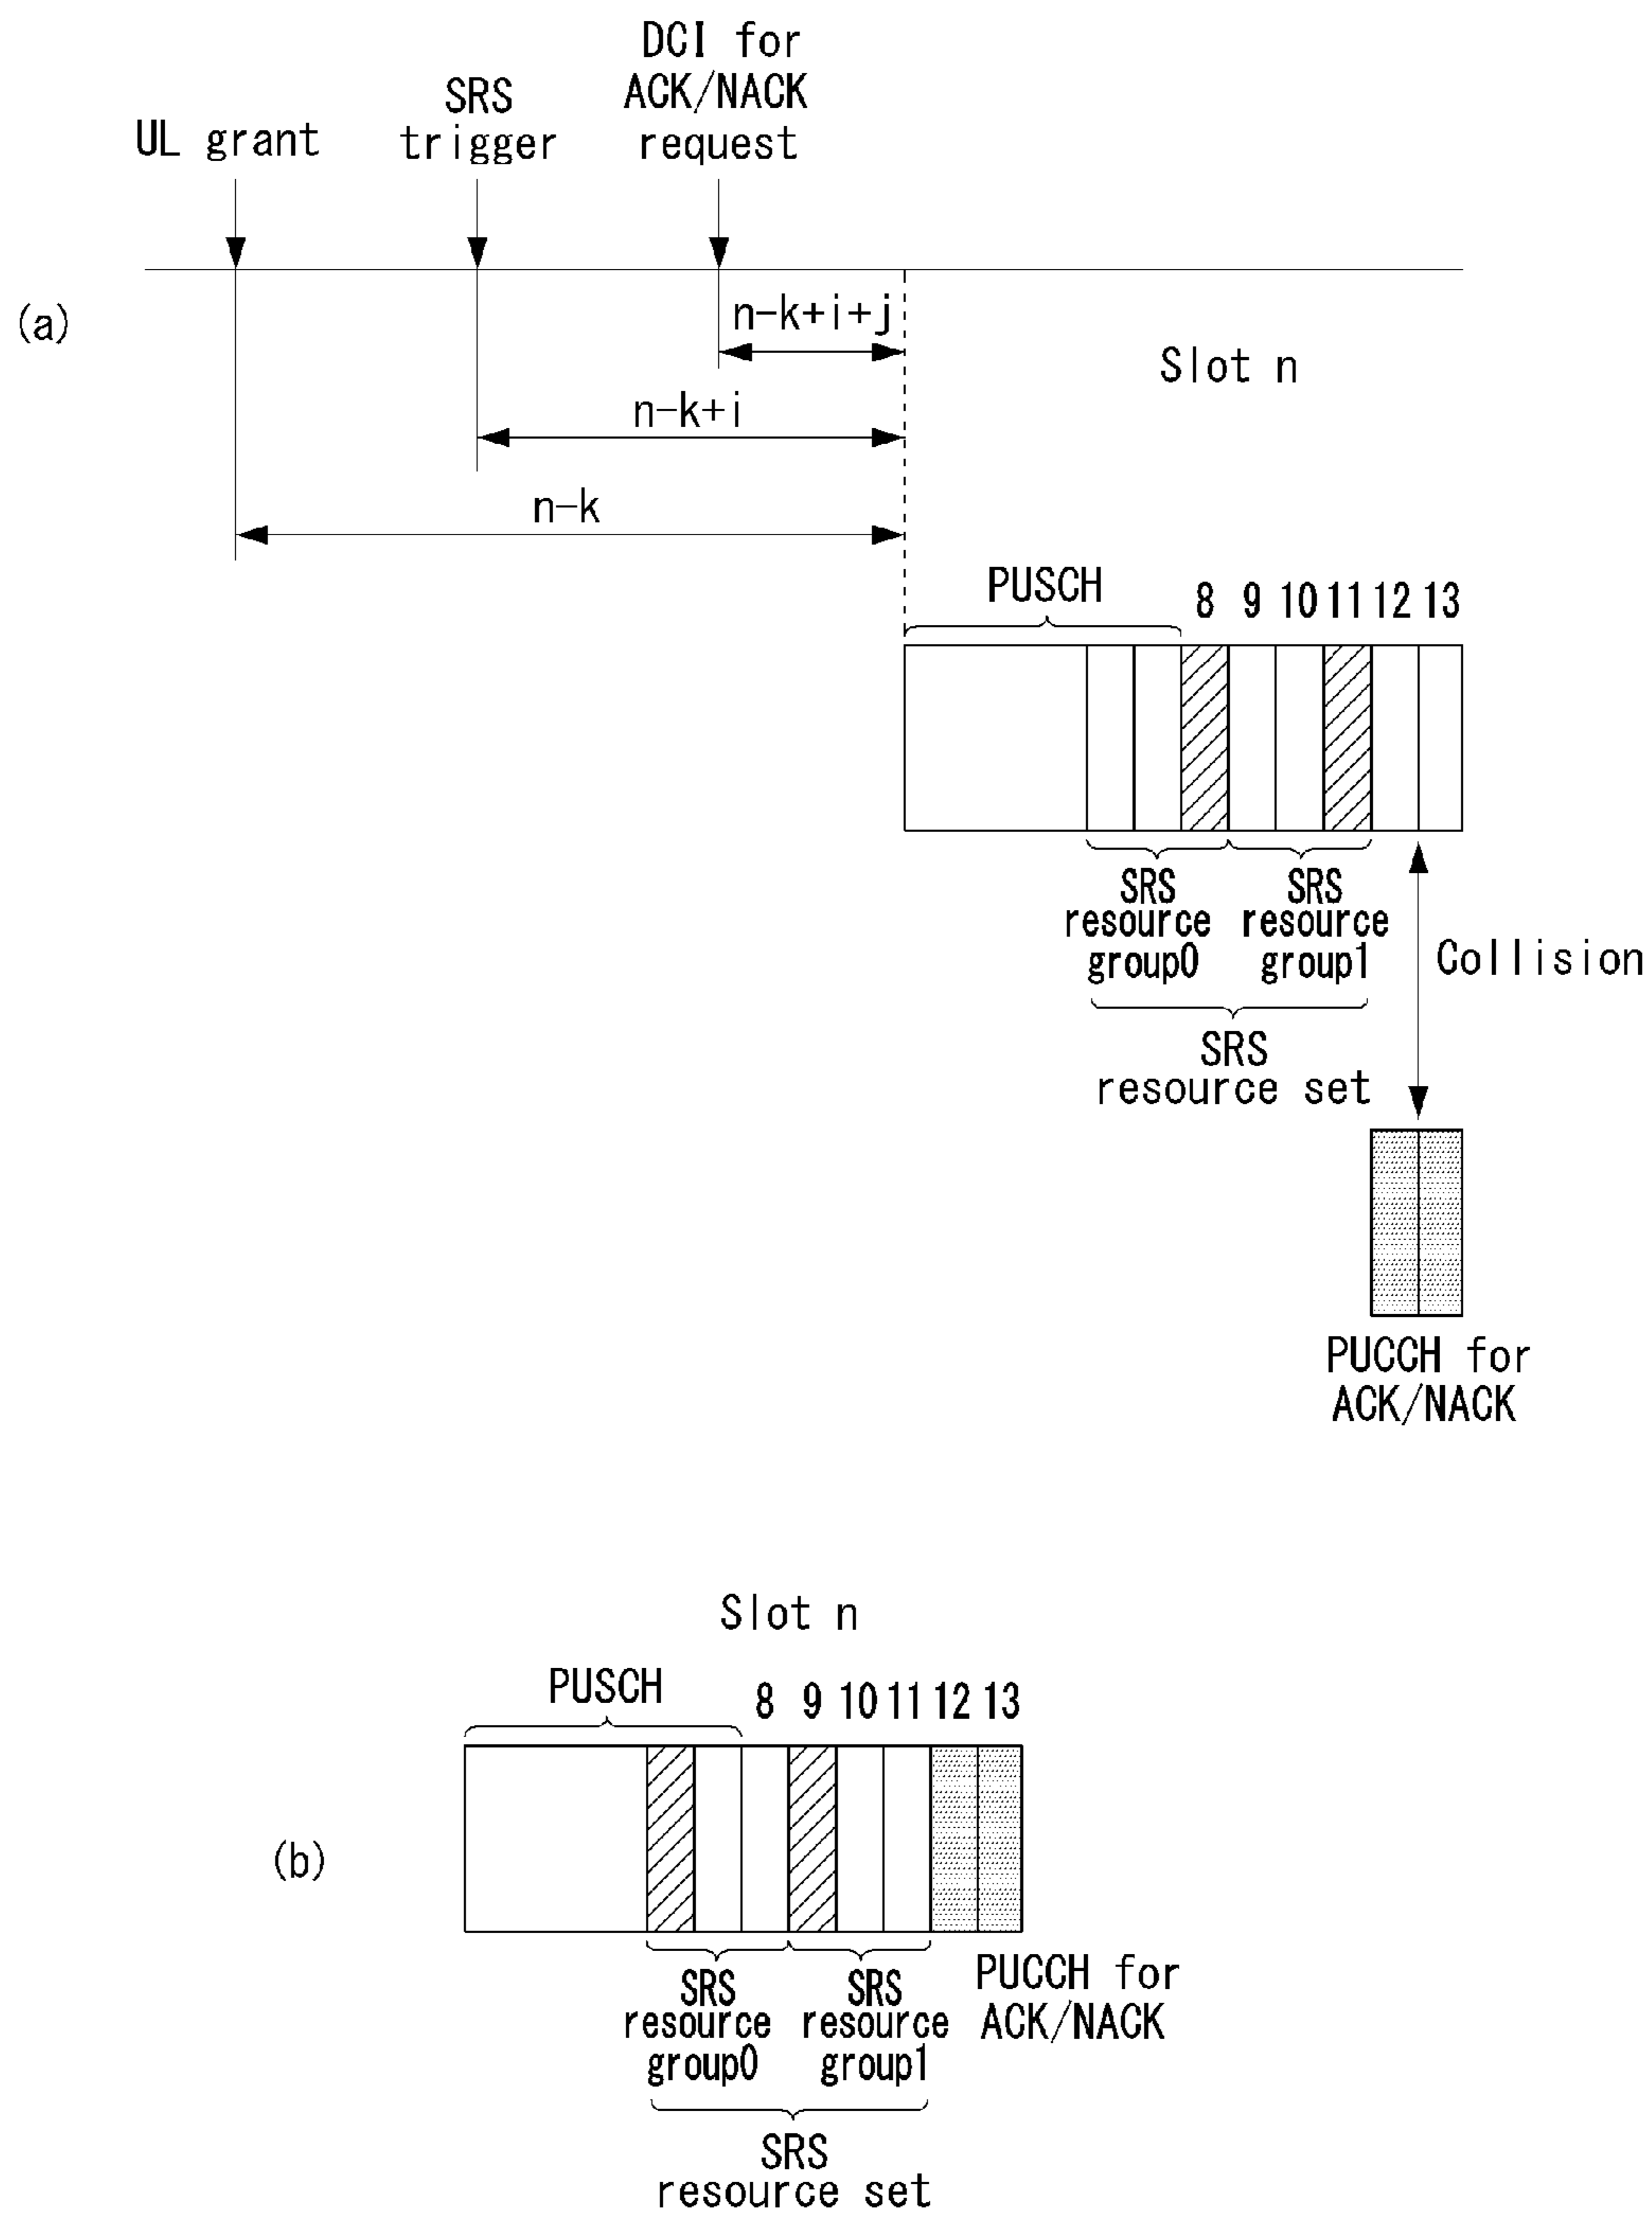 DCI for
ACK/NACK
request
SRS
trigger
UL grant
(a)
n-k+i+j
Slot n
n-k+i
n-k
PUSCH
8 9 10 11 12 13
SRS
resource
group0
SRS
resource
group1
Collision
SRS
resource set
PUCCH for
ACK/NACK
Slot n
PUSCH
8 9 10 11 12 13
(b)
SRS
resource
group0
SRS
resource
group1
PUCCH for
ACK/NACK
SRS
resource set